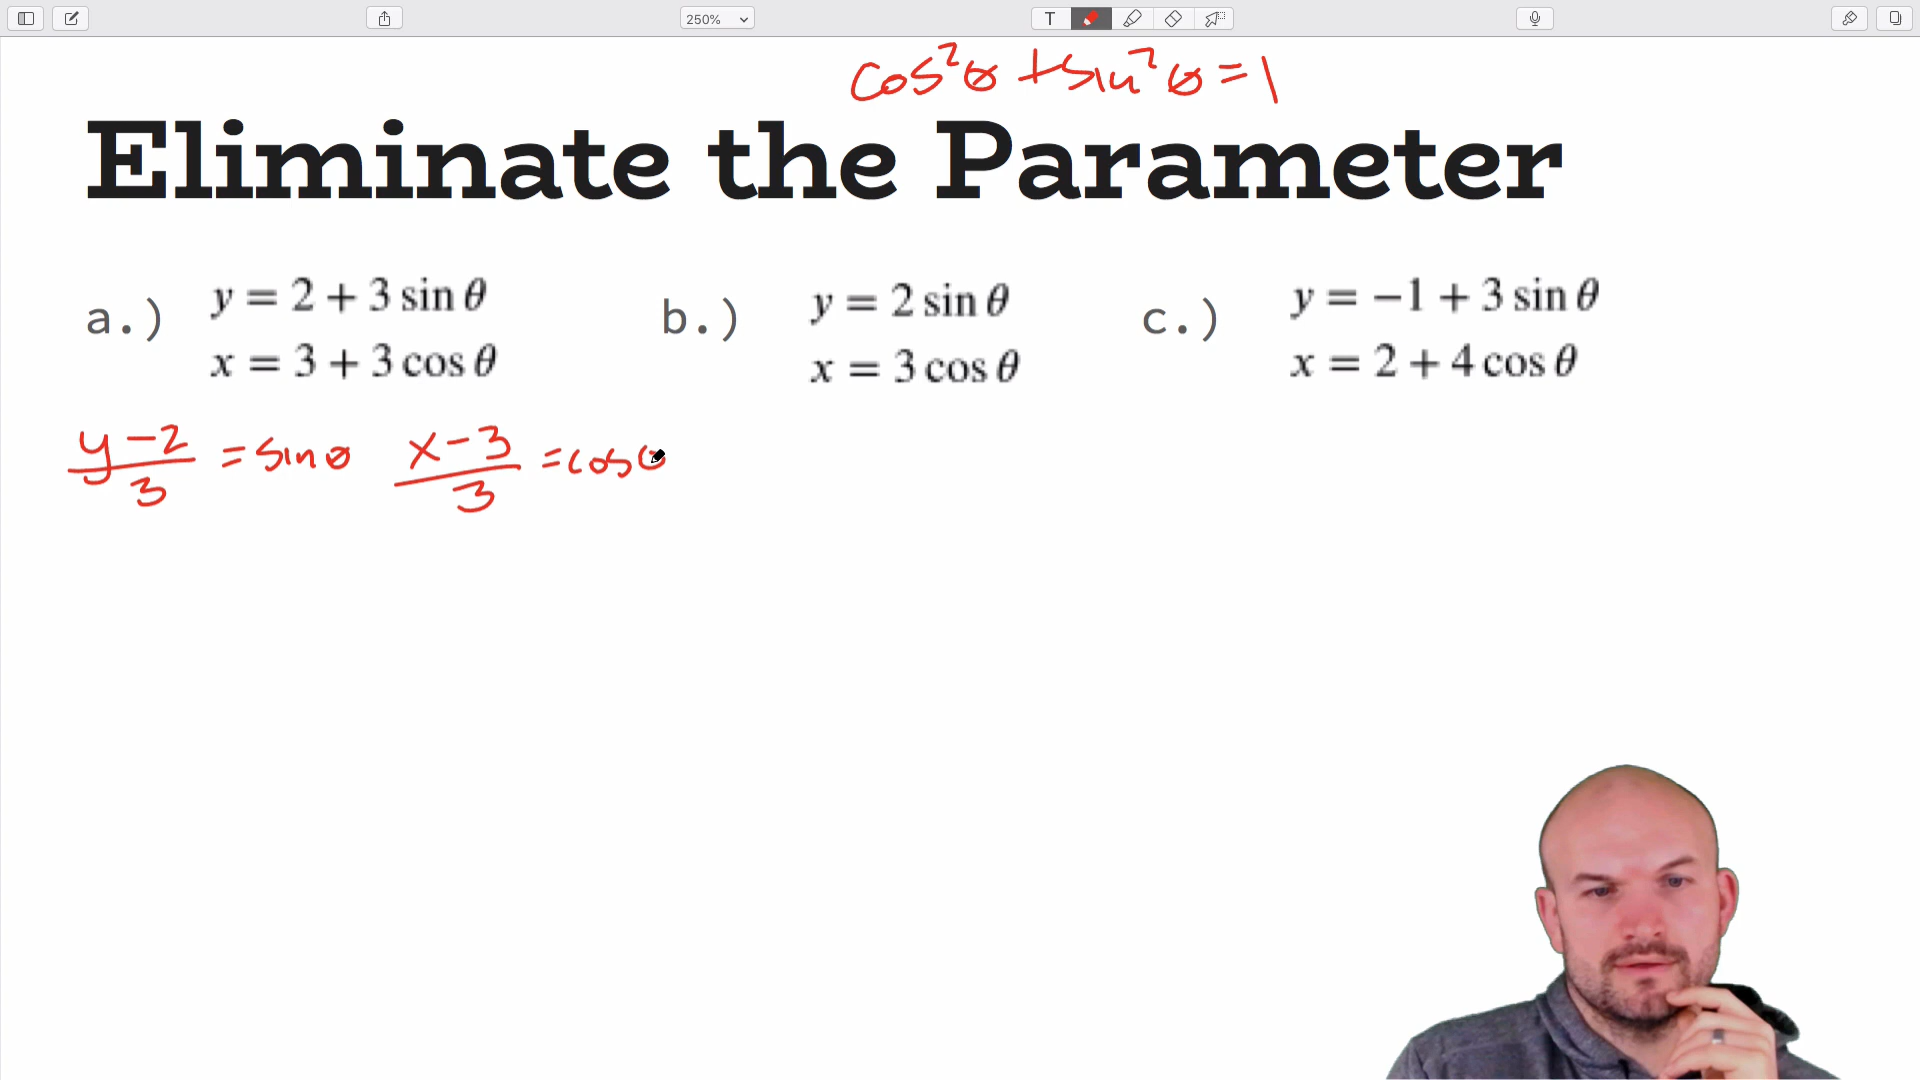 250%
T
cos²θ + sin²θ = 1
Eliminate the Parameter
a.) y = 2 + 3 sin θ
x = 3 + 3 cos θ
b.) y = 2 sin θ
x = 3 cos θ
c.) y = −1 + 3 sin θ
x = 2 + 4 cos θ
y − 2 / 3 = sin θ x − 3 / 3 = cos θ